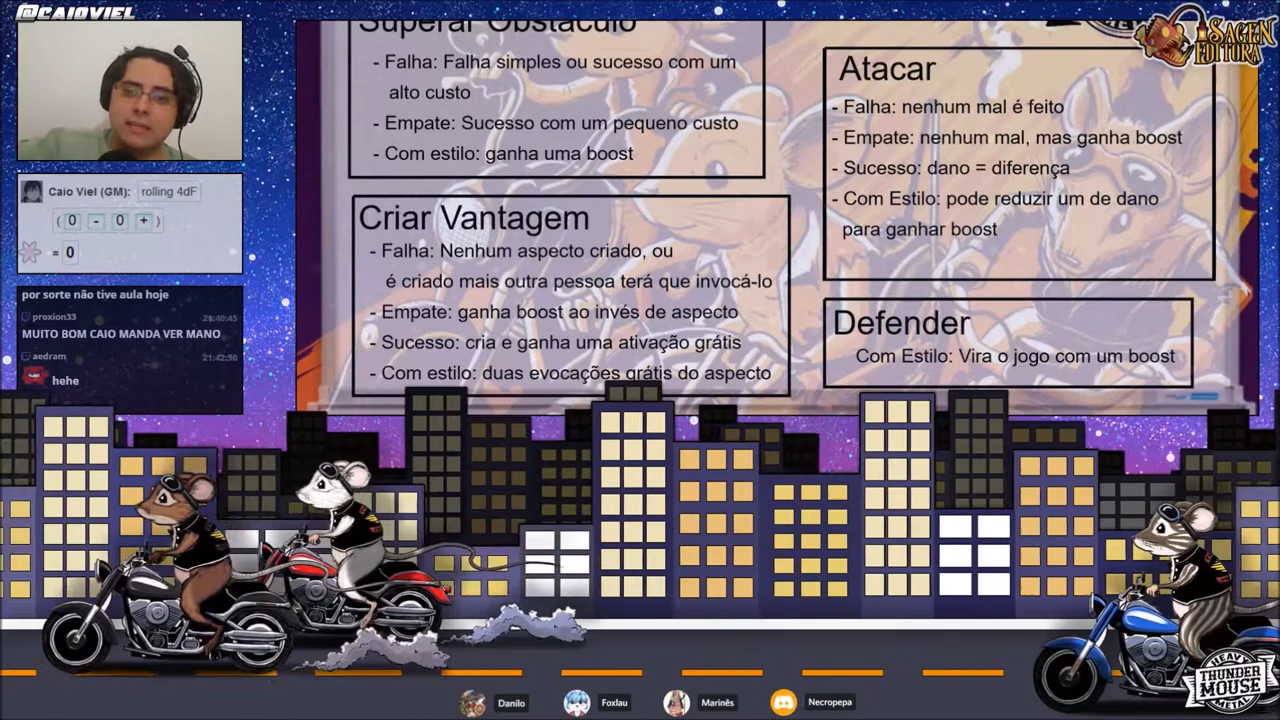 @CAIOVIEL
Caio Viel (GM): rolling 4dF
( 0 - 0 + )
= 0
por sorte não tive aula hoje
proxion33 21:40:45
MUITO BOM CAIO MANDA VER MANO
aedram 21:42:50
hehe
Superar Obstáculo
- Falha: Falha simples ou sucesso com um
alto custo
- Empate: Sucesso com um pequeno custo
- Com estilo: ganha uma boost
Criar Vantagem
- Falha: Nenhum aspecto criado, ou
é criado mais outra pessoa terá que invocá-lo
- Empate: ganha boost ao invés de aspecto
- Sucesso: cria e ganha uma ativação grátis
- Com estilo: duas evocações grátis do aspecto
Atacar
- Falha: nenhum mal é feito
- Empate: nenhum mal, mas ganha boost
- Sucesso: dano = diferença
- Com Estilo: pode reduzir um de dano
para ganhar boost
Defender
Com Estilo: Vira o jogo com um boost
SAGEN
EDITORA
HEAVY
THUNDER
MOUSE
METAL
Danilo
Foxlau
Marinês
Necropepa